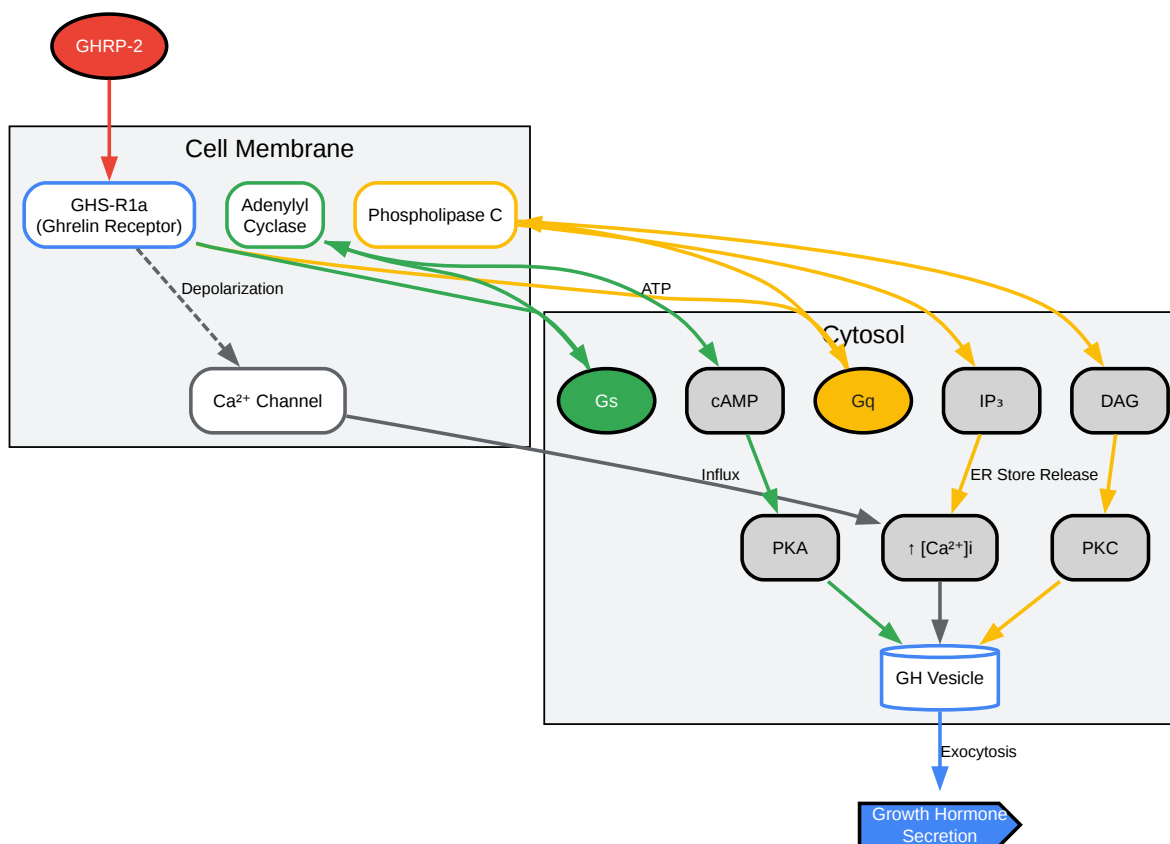 GHRP-2
Cell Membrane
GHS-R1a
(Ghrelin Receptor)
Adenylyl
Cyclase
Phospholipase C
Depolarization
ATP
Cytosol
Ca²⁺ Channel
Gs
cAMP
Gq
IP₃
DAG
Influx
ER Store Release
PKA
↑ [Ca²⁺]i
PKC
GH Vesicle
Exocytosis
Growth Hormone
Secretion